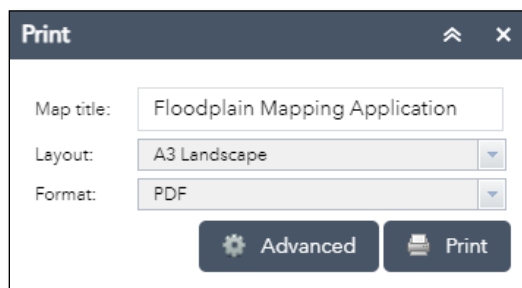 Print
Map title: Floodplain Mapping Application
Layout: A3 Landscape
Format: PDF
Advanced Print